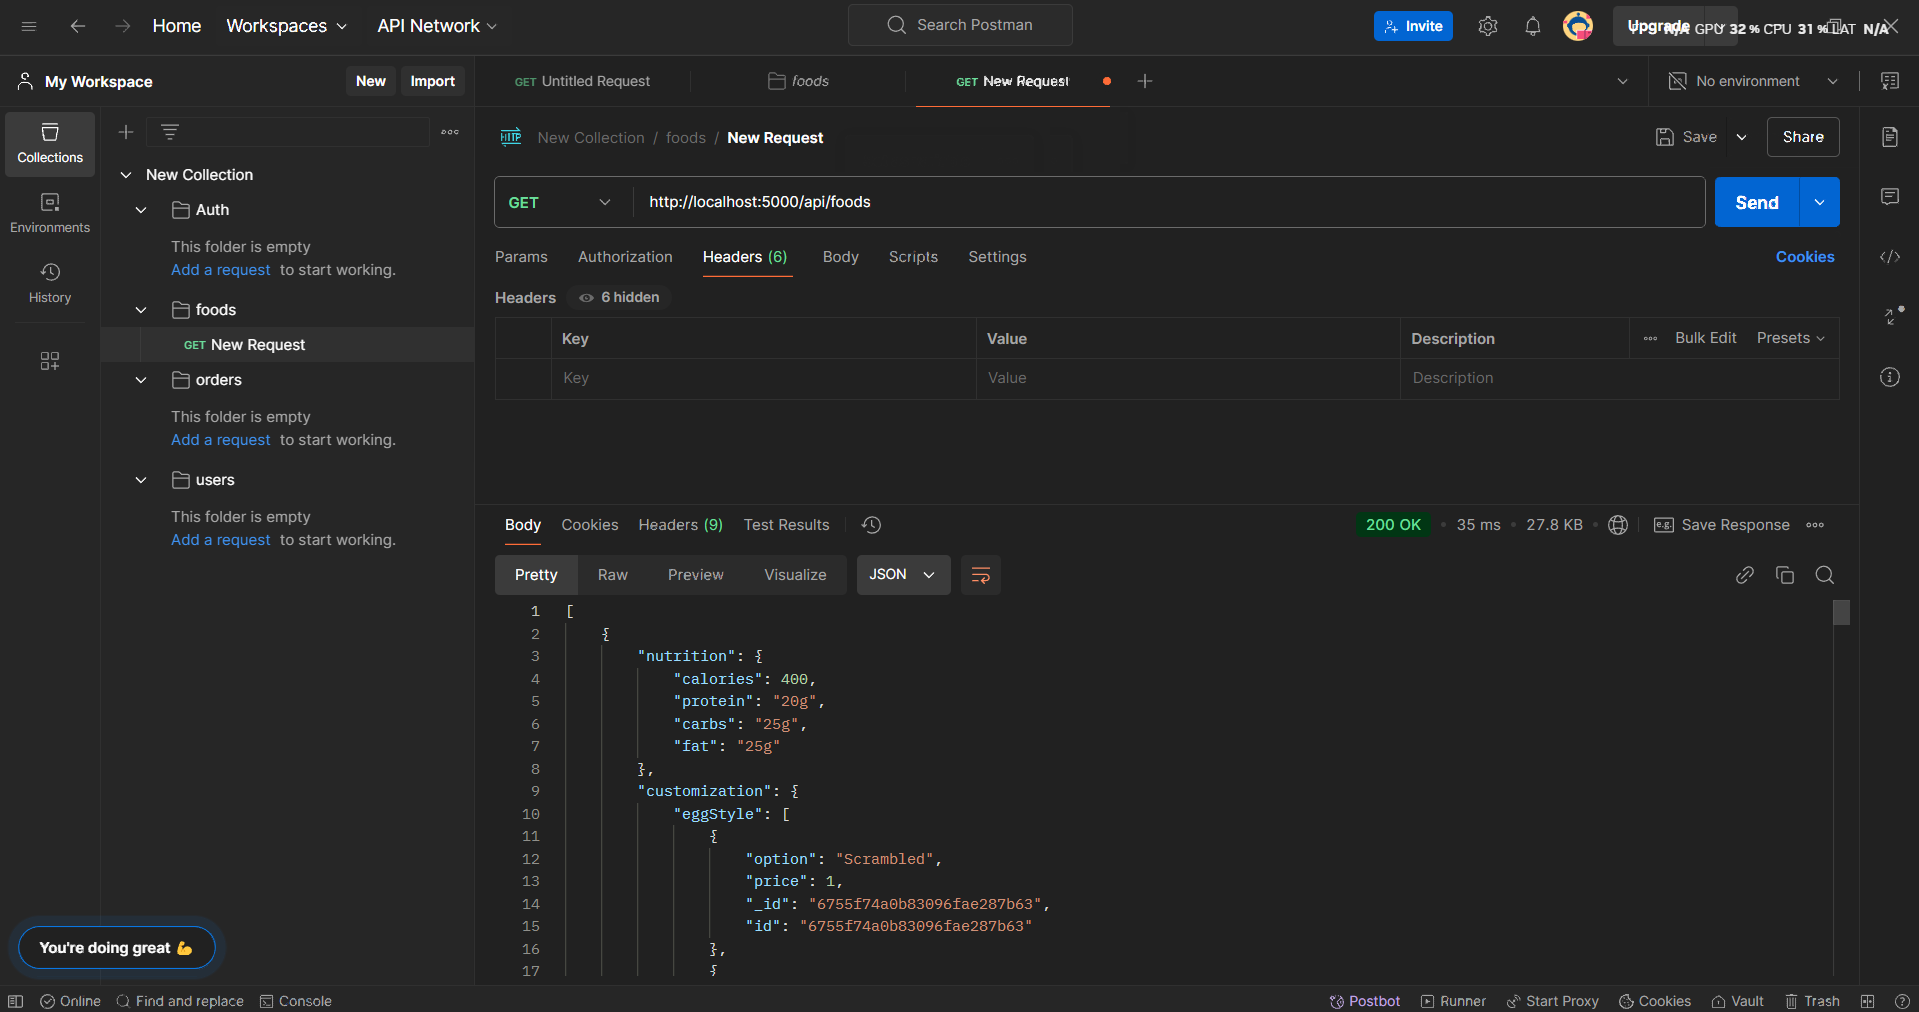 Home Workspaces API Network Search Postman Invite Upgrade N/A GPU 32 % CPU 31 % LAT N/A
My Workspace New Import GET Untitled Request foods GET New Request No environment
HTTP New Collection / foods / New Request Save Share
Collections
New Collection
Auth
GET http://localhost:5000/api/foods Send
Environments
This folder is empty
Add a request to start working.
Params Authorization Headers (6) Body Scripts Settings Cookies
History
Headers 6 hidden
foods
Key Value Description Bulk Edit Presets
GET New Request
Key Value Description
orders
This folder is empty
Add a request to start working.
users
This folder is empty
Add a request to start working.
Body Cookies Headers (9) Test Results 200 OK 35 ms 27.8 KB e.g. Save Response
Pretty Raw Preview Visualize JSON
1 [
2 {
3 "nutrition": {
4 "calories": 400,
5 "protein": "20g",
6 "carbs": "25g",
7 "fat": "25g"
8 },
9 "customization": {
10 "eggStyle": [
11 {
12 "option": "Scrambled",
13 "price": 1,
14 "_id": "6755f74a0b83096fae287b63",
15 "id": "6755f74a0b83096fae287b63"
16 },
17 {
You're doing great 💪
Online Find and replace Console Postbot Runner Start Proxy Cookies Vault Trash